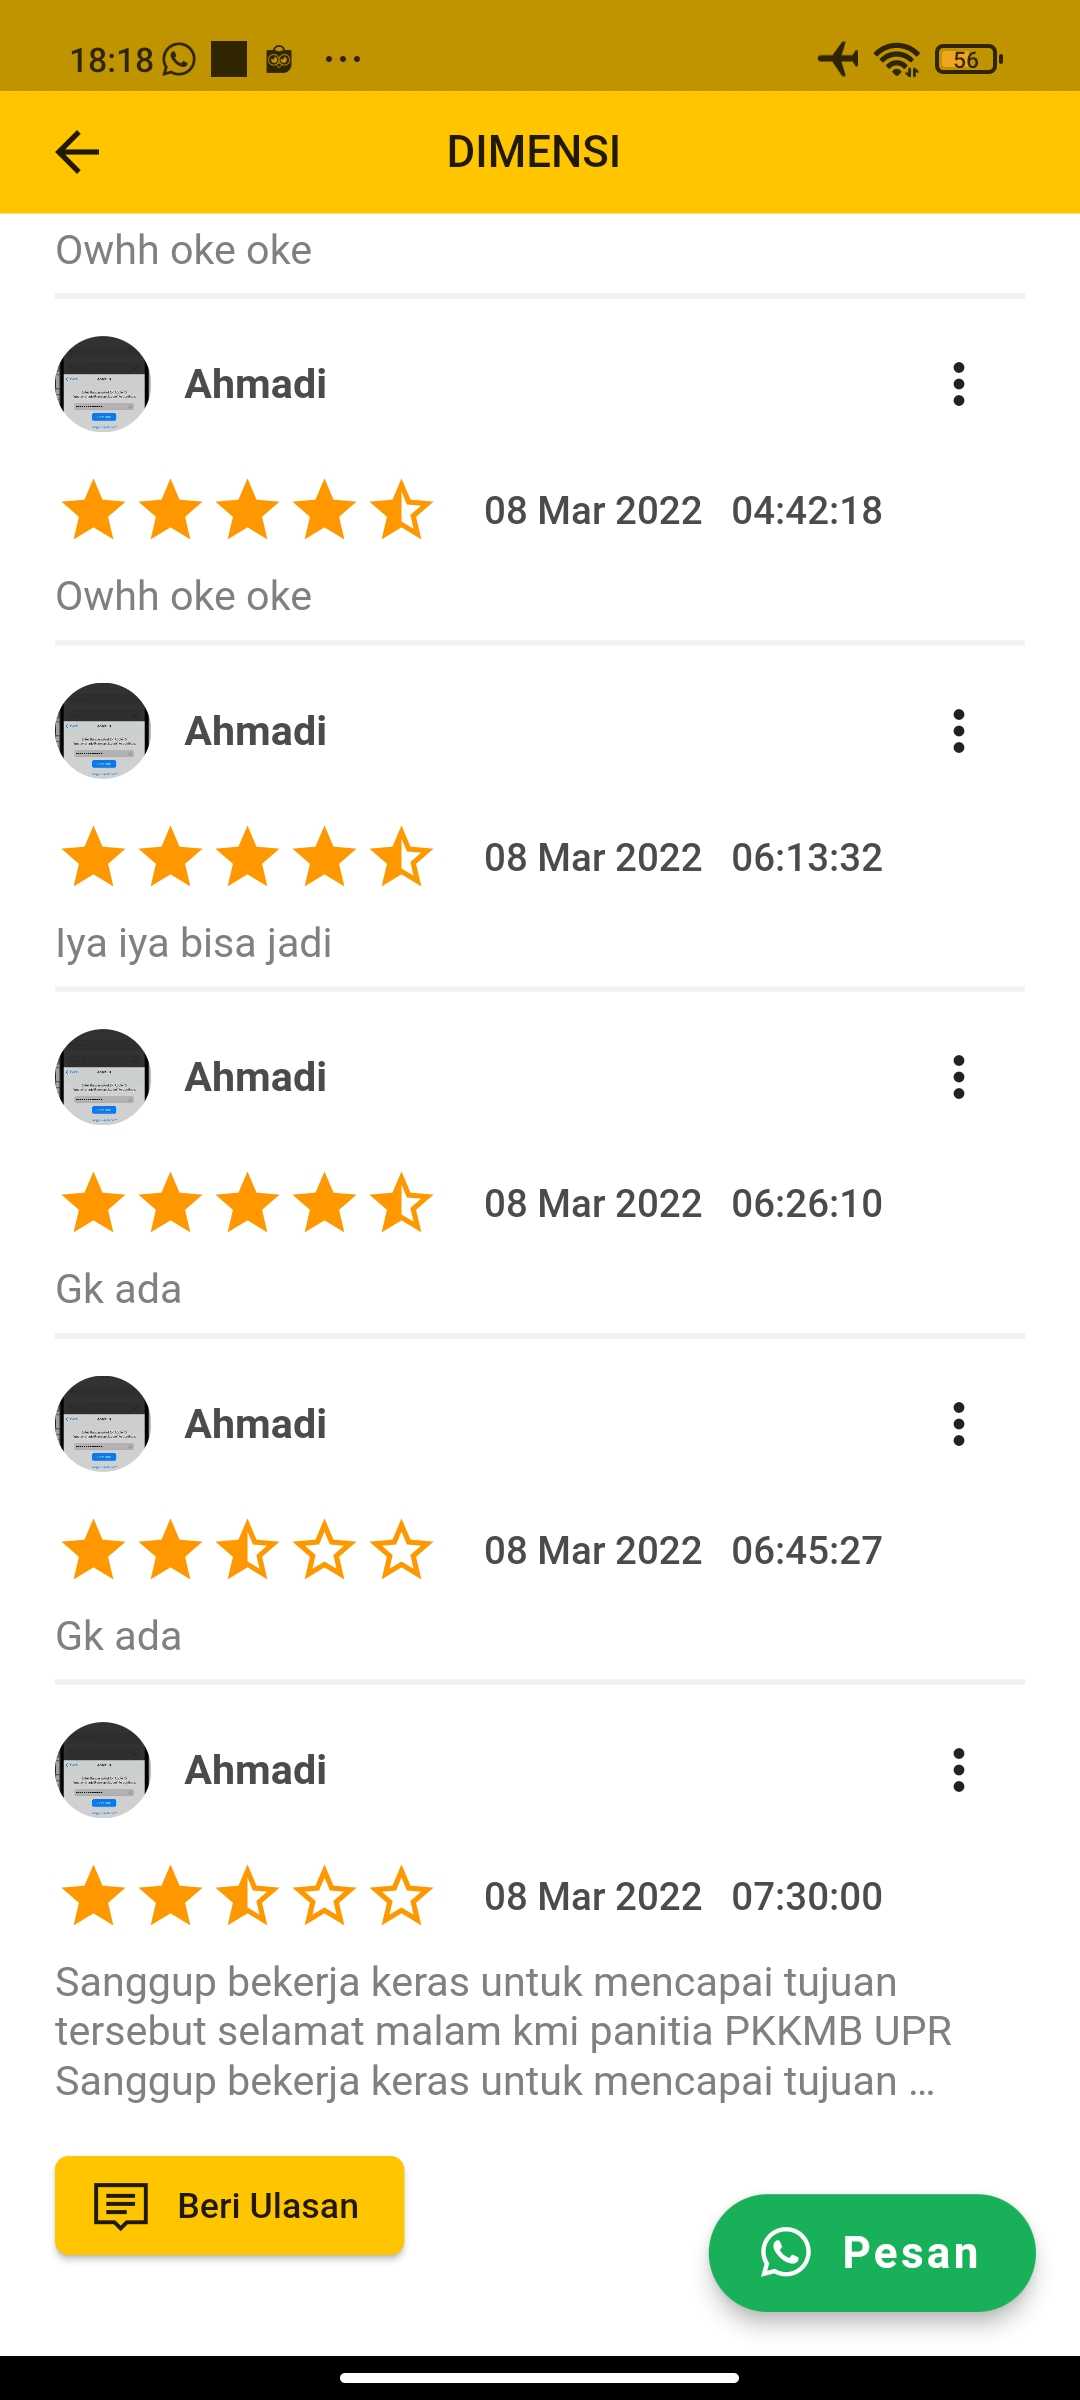 18:18
56
DIMENSI
Owhh oke oke
Ahmadi
08 Mar 2022 04:42:18
Owhh oke oke
Ahmadi
08 Mar 2022 06:13:32
Iya iya bisa jadi
Ahmadi
08 Mar 2022 06:26:10
Gk ada
Ahmadi
08 Mar 2022 06:45:27
Gk ada
Ahmadi
08 Mar 2022 07:30:00
Sanggup bekerja keras untuk mencapai tujuan
tersebut selamat malam kmi panitia PKKMB UPR
Sanggup bekerja keras untuk mencapai tujuan ...
Beri Ulasan
Pesan